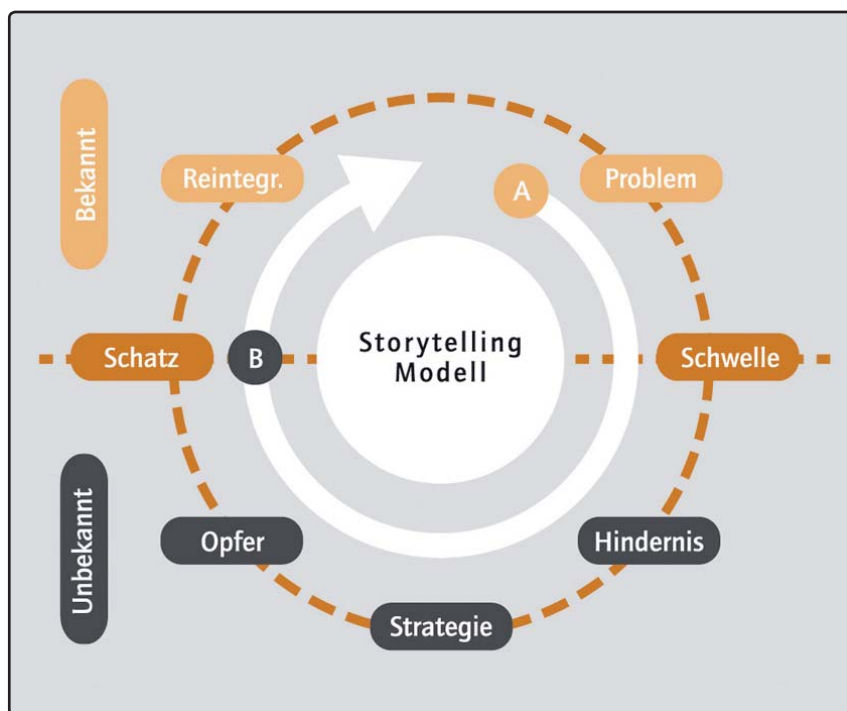 Bekannt
Reintegr.
A
Problem
Schatz
B
Storytelling
Modell
Schwelle
Unbekannt
Opfer
Hindernis
Strategie